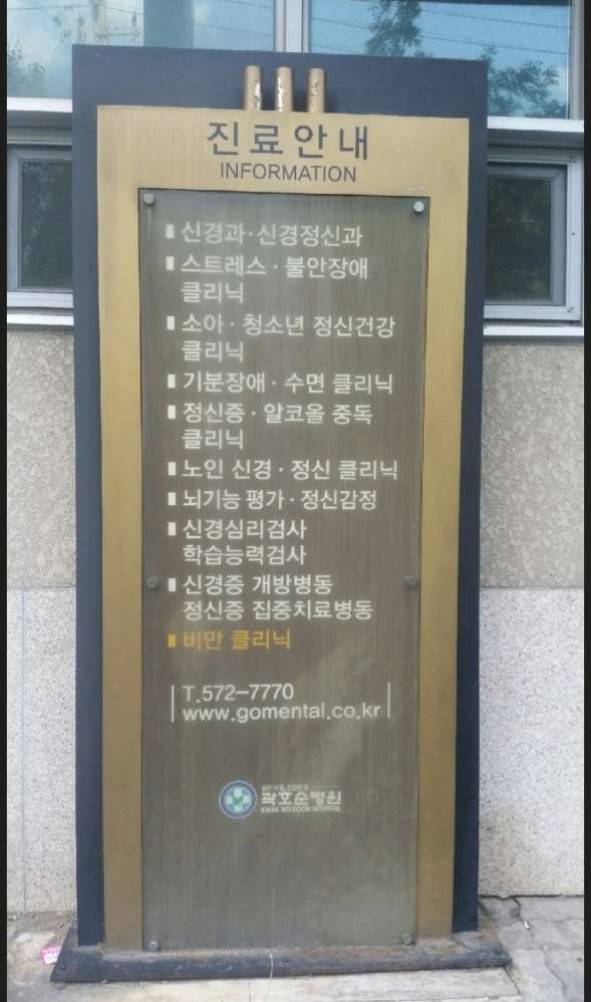 진료안내
INFORMATION
신경과·신경정신과
스트레스·불안장애
클리닉
소아·청소년 정신건강
클리닉
기분장애·수면 클리닉
정신증·알코올 중독
클리닉
노인 신경·정신 클리닉
뇌기능 평가·정신감정
신경심리검사
학습능력검사
신경증 개방병동
정신증 집중치료병동
비만 클리닉
T.572-7770
www.gomental.co.kr
곽호순병원
KWAK HO SOON HOSPITAL